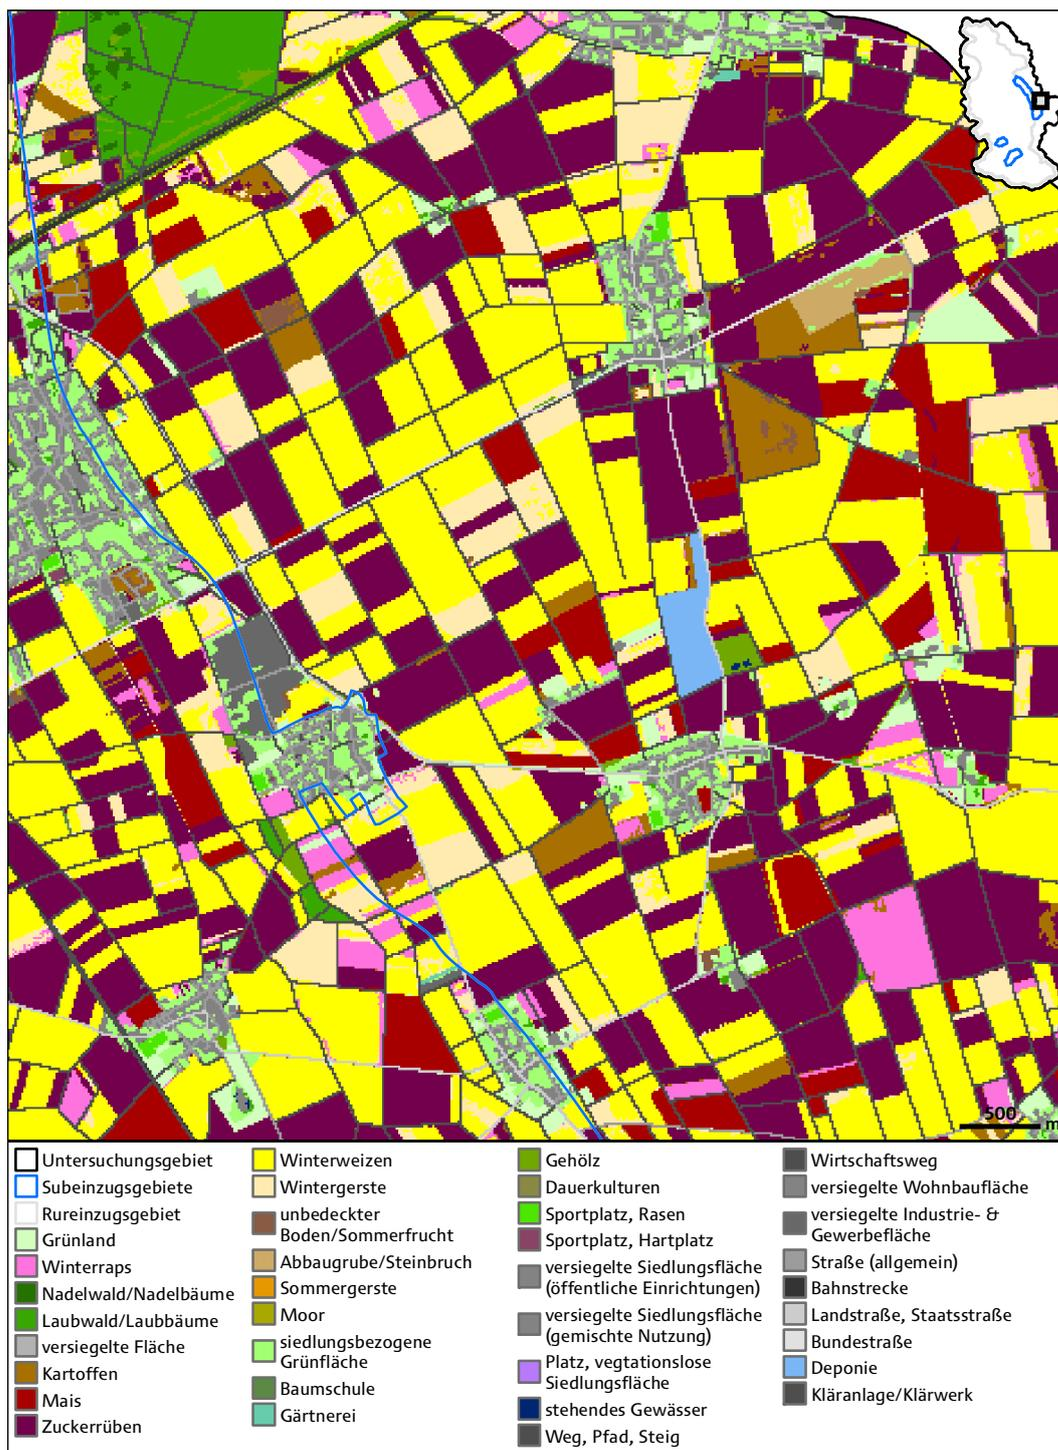 500
m
Untersuchungsgebiet
Subeinzugsgebiete
Rureinzugsgebiet
Grünland
Winterraps
Nadelwald/Nadelbäume
Laubwald/Laubbäume
versiegelte Fläche
Kartoffen
Mais
Zuckerrüben
Winterweizen
Wintergerste
unbedeckter
Boden/Sommerfrucht
Abbaugrube/Steinbruch
Sommergerste
Moor
siedlungsbezogene
Grünfläche
Baumschule
Gärtnerei
Gehölz
Dauerkulturen
Sportplatz, Rasen
Sportplatz, Hartplatz
versiegelte Siedlungsfläche
(öffentliche Einrichtungen)
versiegelte Siedlungsfläche
(gemischte Nutzung)
Platz, vegtationslose
Siedlungsfläche
stehendes Gewässer
Weg, Pfad, Steig
Wirtschaftsweg
versiegelte Wohnbaufläche
versiegelte Industrie- &
Gewerbefläche
Straße (allgemein)
Bahnstrecke
Landstraße, Staatsstraße
Bundestraße
Deponie
Kläranlage/Klärwerk